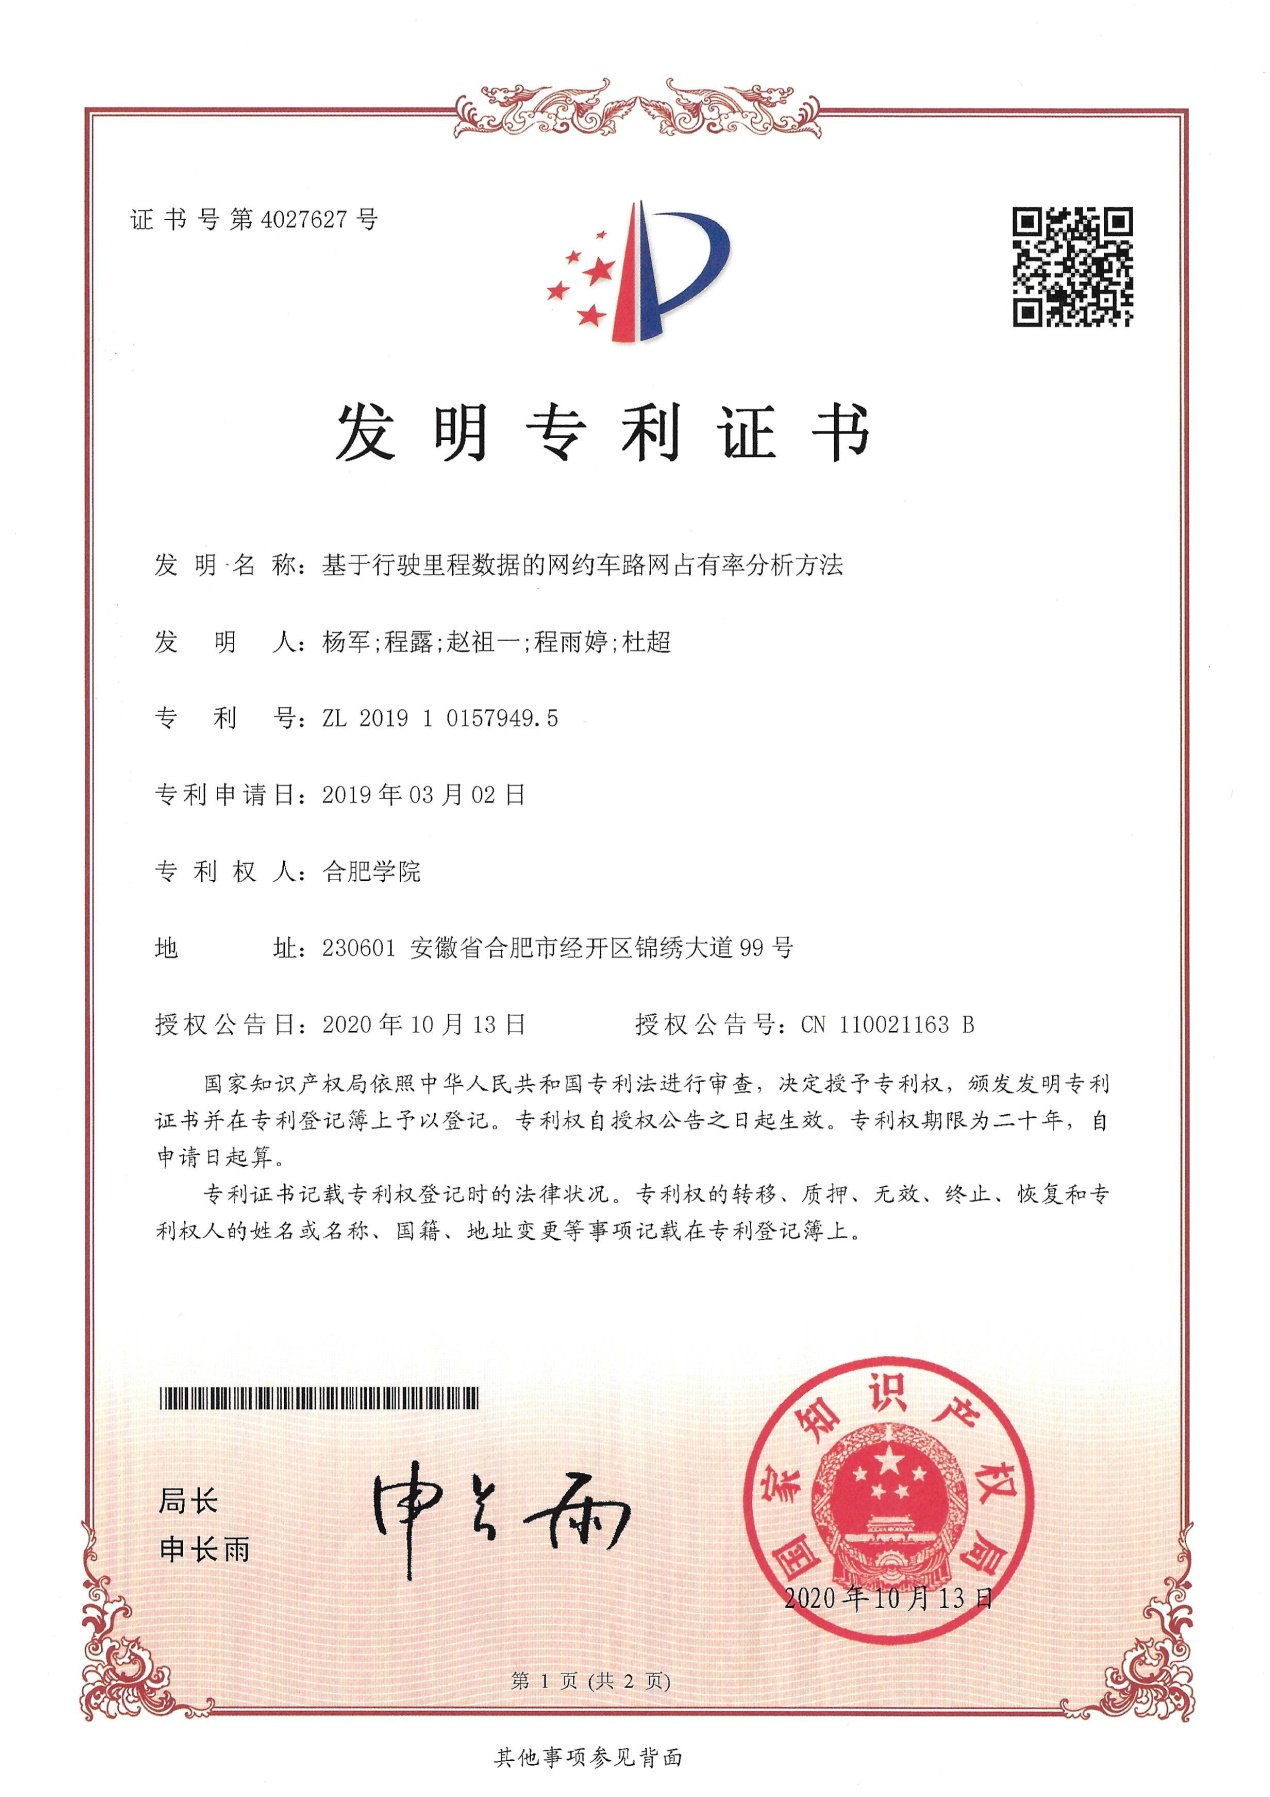 证书号第4027627号
发明专利证书
发明名称：基于行驶里程数据的网约车路网占有率分析方法
发明人：杨军;程露;赵祖一;程雨婷;杜超
专利号：ZL 2019 1 0157949.5
专利申请日：2019年03月02日
专利权人：合肥学院
地址：230601 安徽省合肥市经开区锦绣大道99号
授权公告日：2020年10月13日 授权公告号：CN 110021163 B
国家知识产权局依照中华人民共和国专利法进行审查，决定授予专利权，颁发发明专利
证书并在专利登记簿上予以登记。专利权自授权公告之日起生效。专利权期限为二十年，自
申请日起算。
专利证书记载专利权登记时的法律状况。专利权的转移、质押、无效、终止、恢复和专
利权人的姓名或名称、国籍、地址变更等事项记载在专利登记簿上。
局长
申长雨
申长雨
国家知识产权局
2020年10月13日
第 1 页 (共 2 页)
其他事项参见背面